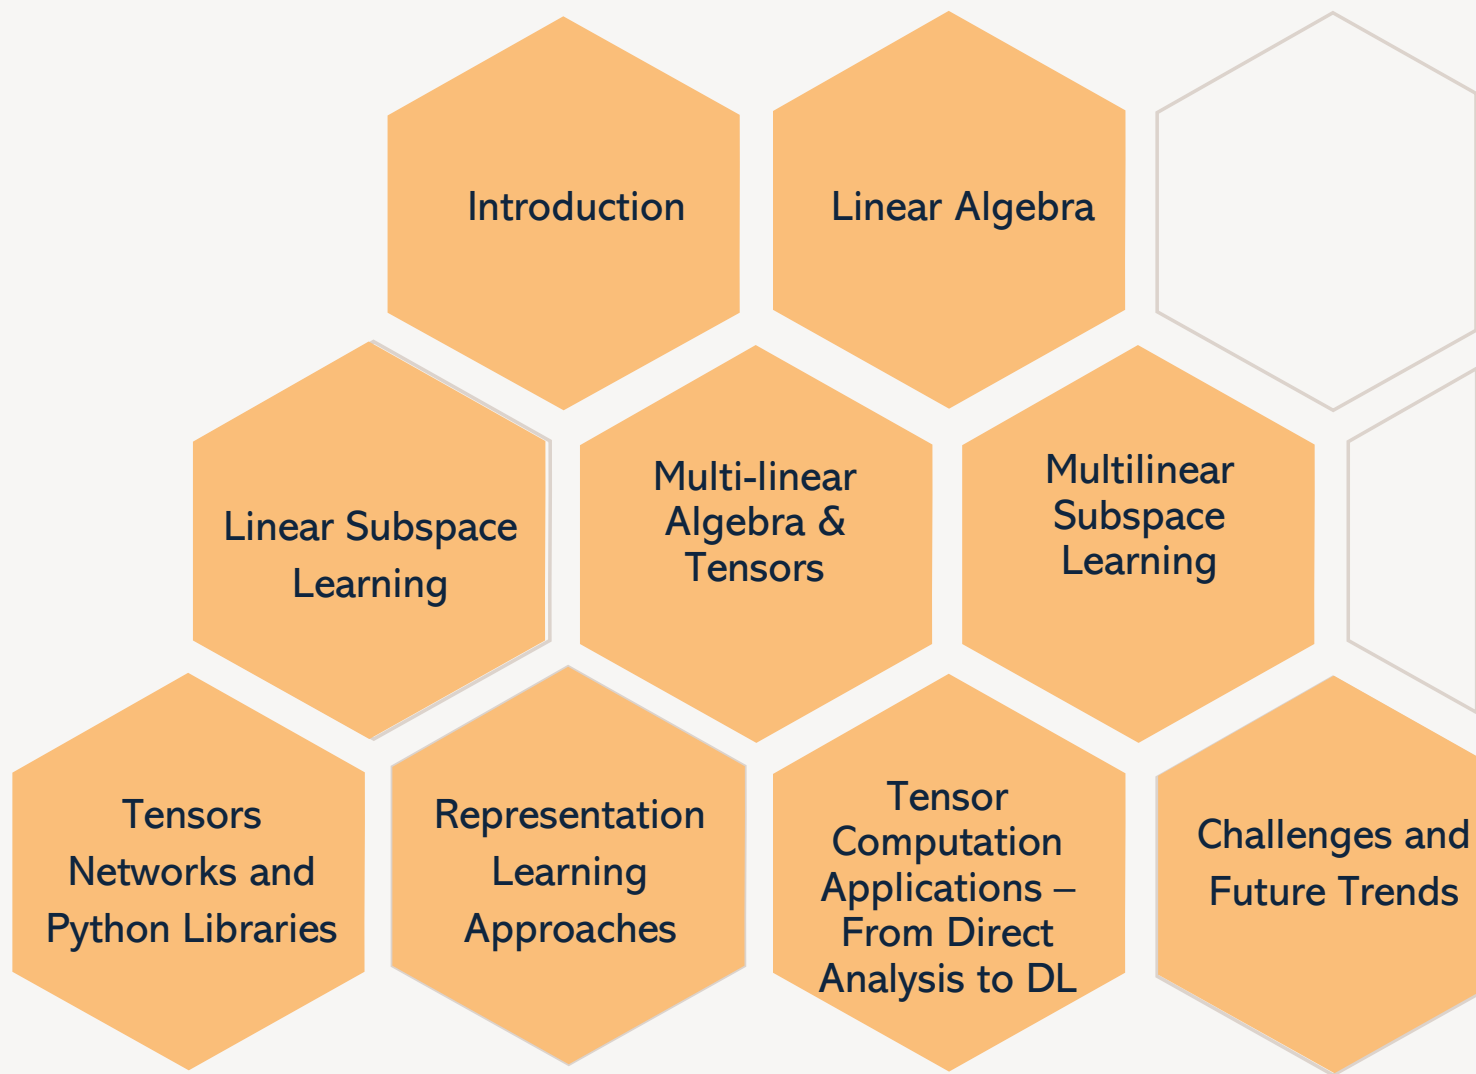 Introduction
Linear Algebra
Linear Subspace
Learning
Multi-linear
Algebra &
Tensors
Multilinear
Subspace
Learning
Tensors
Networks and
Python Libraries
Representation
Learning
Approaches
Tensor
Computation
Applications –
From Direct
Analysis to DL
Challenges and
Future Trends